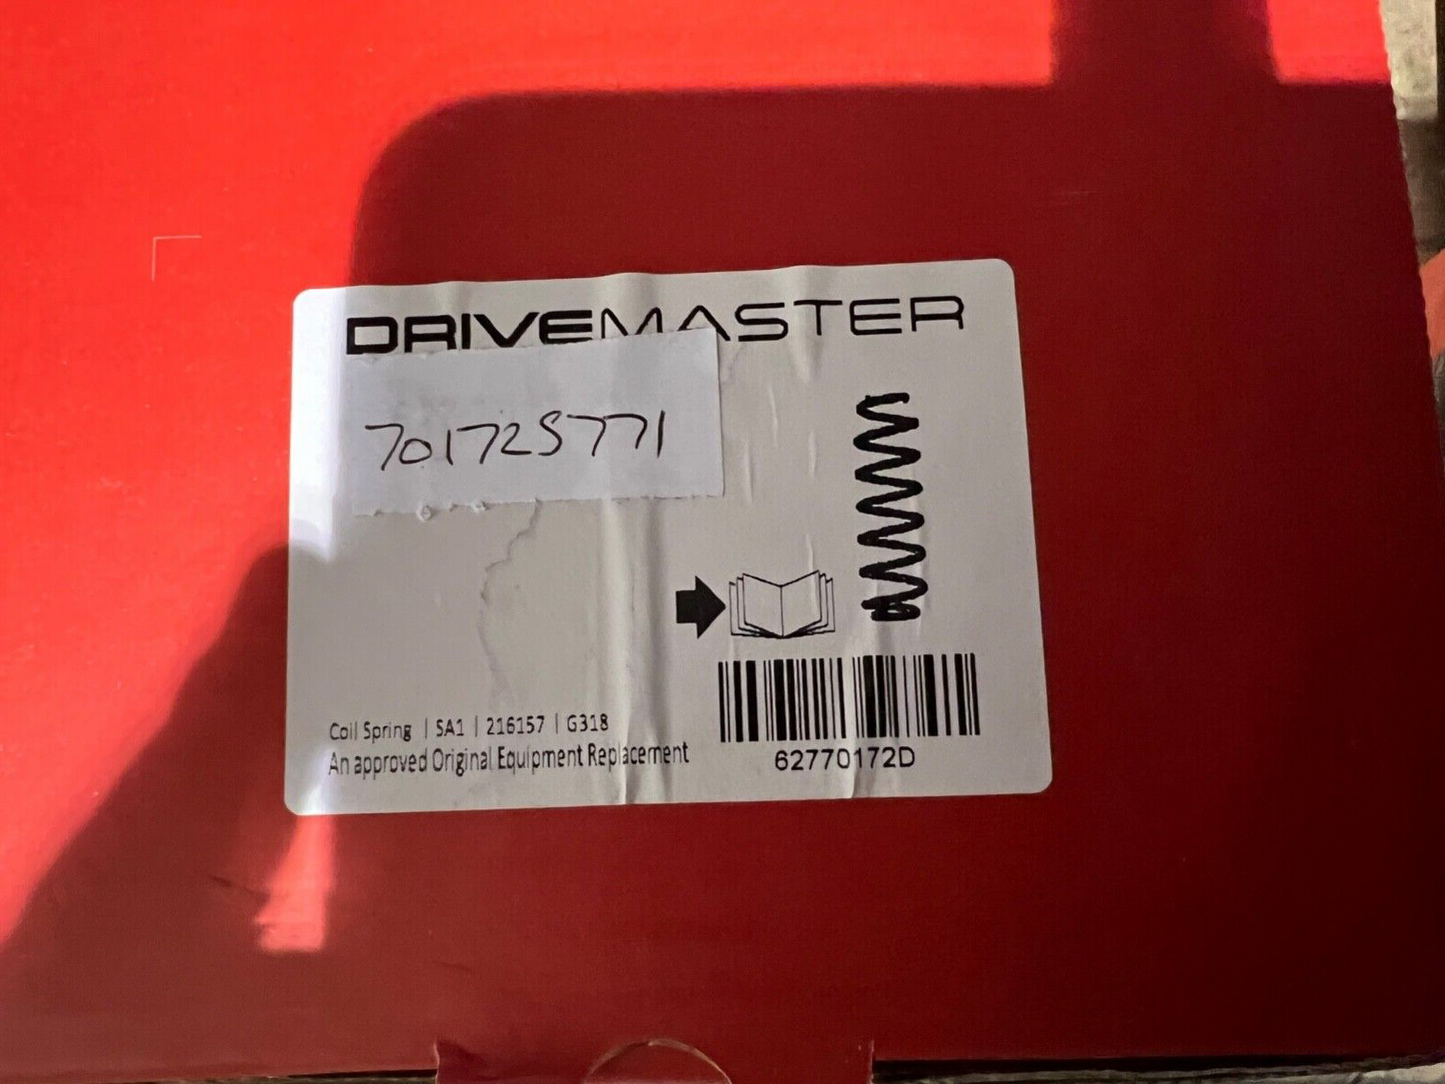 DRIVEMASTER
701725771
Coil Spring | SA1 | 216157 | G318
An approved Original Equipment Replacement
62770172D